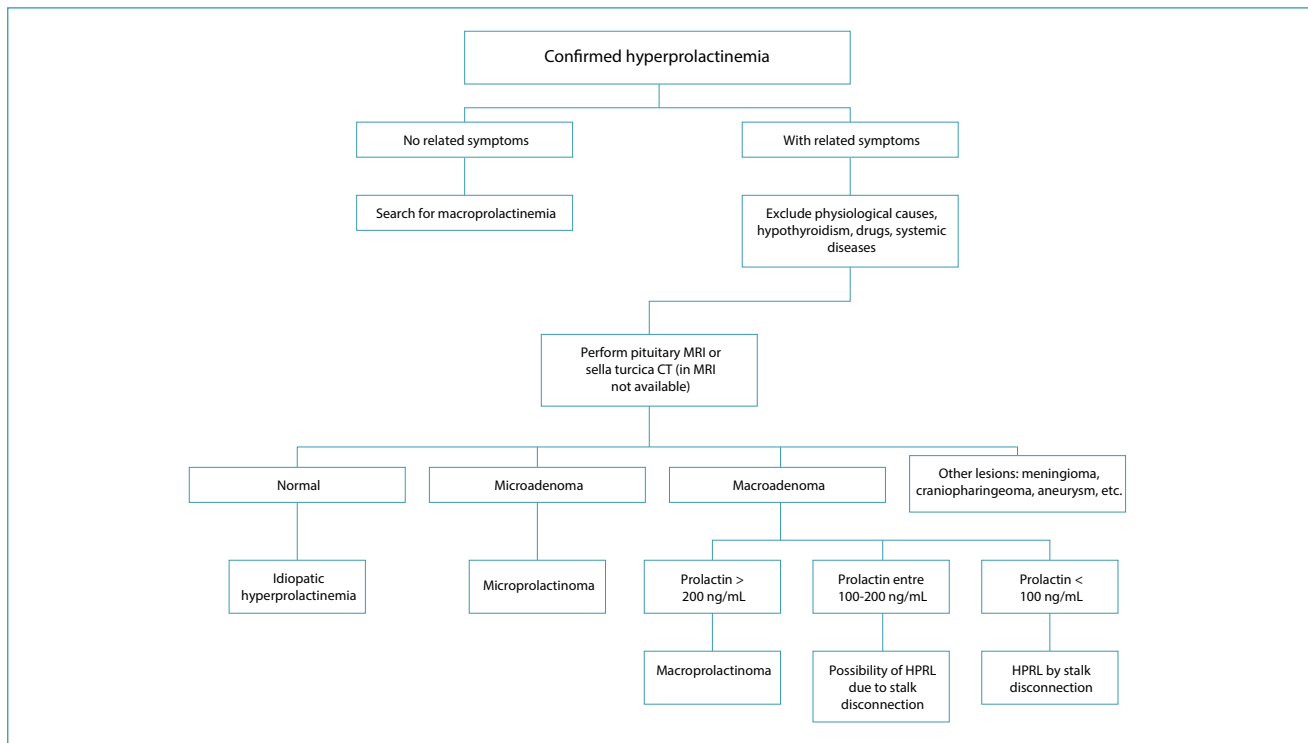 Confirmed hyperprolactinemia
No related symptoms
With related symptoms
Search for macroprolactinemia
Exclude physiological causes,
hypothyroidism, drugs, systemic
diseases
Perform pituitary MRI or
sella turcica CT (in MRI
not available)
Normal
Microadenoma
Macroadenoma
Other lesions: meningioma,
craniopharingeoma, aneurysm, etc.
Idiopatic
hyperprolactinemia
Microprolactinoma
Prolactin >
200 ng/mL
Prolactin entre
100-200 ng/mL
Prolactin <
100 ng/mL
Macroprolactinoma
Possibility of HPRL
due to stalk
disconnection
HPRL by stalk
disconnection